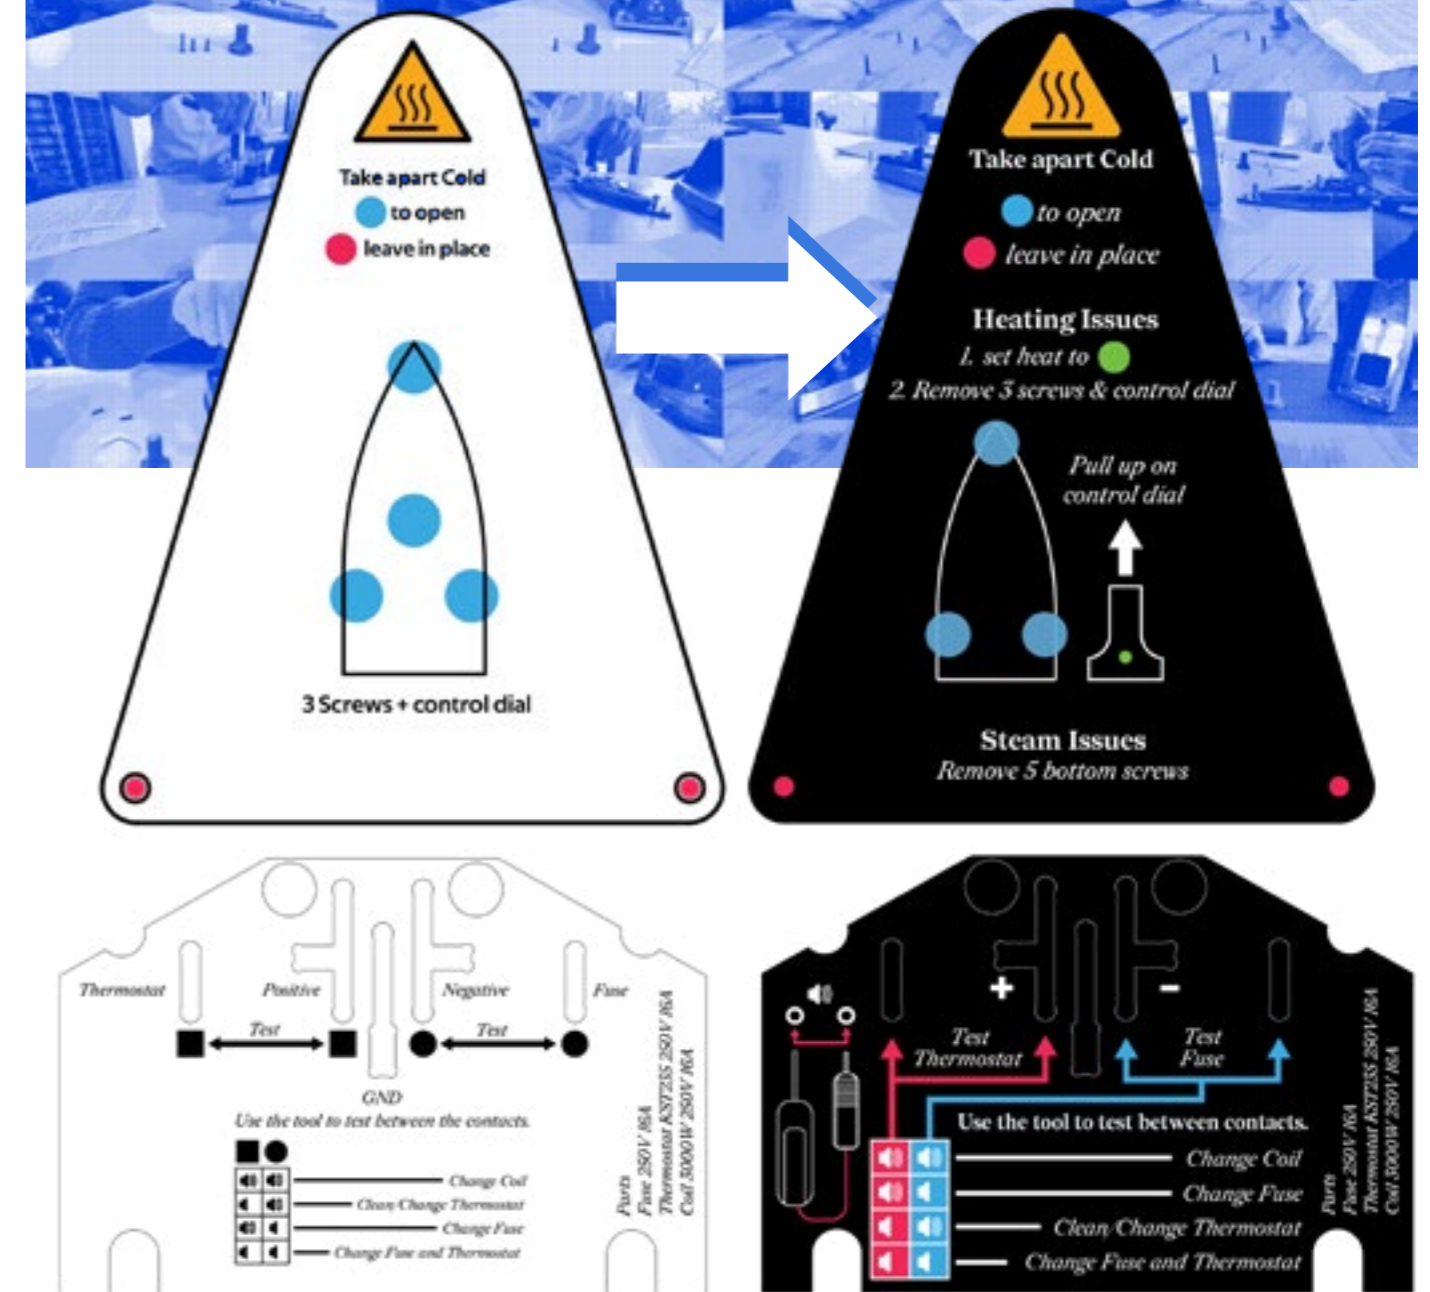 Take apart Cold
to open
leave in place
3 Screws + control dial
Take apart Cold
to open
leave in place
Heating Issues
1. set heat to
2. Remove 3 screws & control dial
Pull up on
control dial
Steam Issues
Remove 5 bottom screws
Thermostat
Positive
Negative
Fuse
Test
Test
GND
Use the tool to test between the contacts.
Change Coil
Clean/Change Thermostat
Change Fuse
Change Fuse and Thermostat
Parts
Fuse 250V 16A
Thermostat KST235 250V 16A
Coil 3000W 250V 16A
+
-
Test
Thermostat
Test
Fuse
Use the tool to test between contacts.
Change Coil
Change Fuse
Clean/Change Thermostat
Change Fuse and Thermostat
Parts
Fuse 250V 16A
Thermostat KST235 250V 16A
Coil 3000W 250V 16A